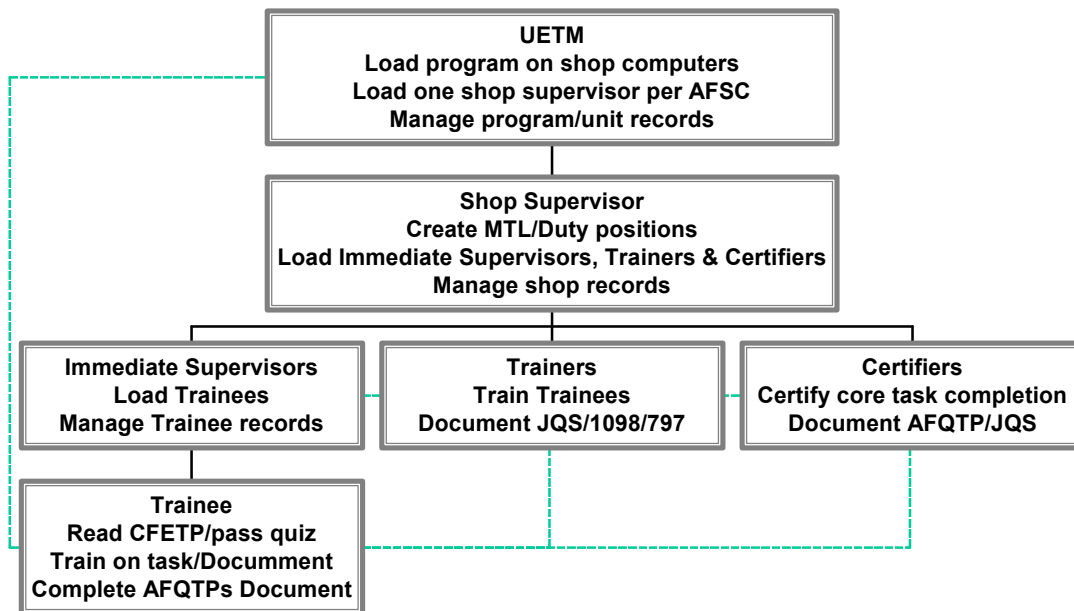 UETM
Load program on shop computers
Load one shop supervisor per AFSC
Manage program/unit records
Shop Supervisor
Create MTL/Duty positions
Load Immediate Supervisors, Trainers & Certifiers
Manage shop records
Immediate Supervisors
Load Trainees
Manage Trainee records
Trainers
Train Trainees
Document JQS/1098/797
Certifiers
Certify core task completion
Document AFQTP/JQS
Trainee
Read CFETP/pass quiz
Train on task/Documment
Complete AFQTPs Document